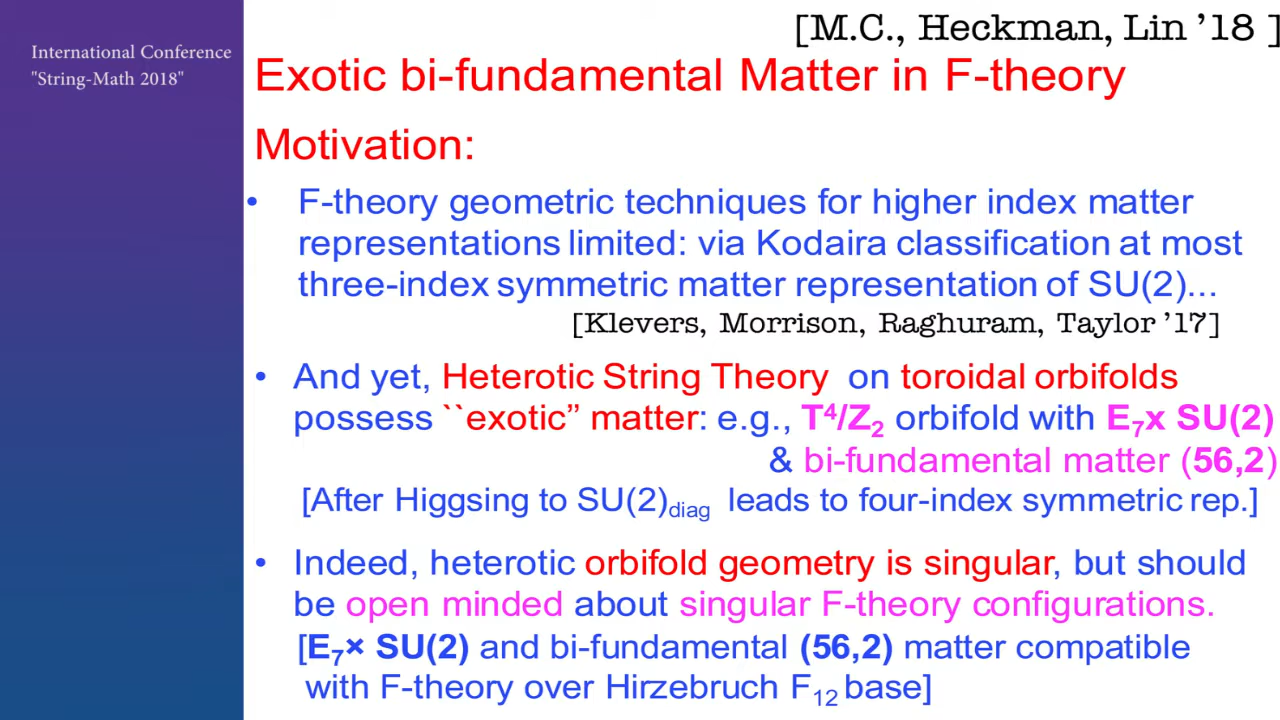 International Conference
"String-Math 2018"
[M.C., Heckman, Lin ’18 ]
Exotic bi-fundamental Matter in F-theory
Motivation:
• F-theory geometric techniques for higher index matter
representations limited: via Kodaira classification at most
three-index symmetric matter representation of SU(2)...
[Klevers, Morrison, Raghuram, Taylor ’17]
• And yet, Heterotic String Theory on toroidal orbifolds
possess ``exotic’’ matter: e.g., T⁴/Z₂ orbifold with E₇x SU(2)
& bi-fundamental matter (56,2)
[After Higgsing to SU(2)diag leads to four-index symmetric rep.]
• Indeed, heterotic orbifold geometry is singular, but should
be open minded about singular F-theory configurations.
[E₇× SU(2) and bi-fundamental (56,2) matter compatible
with F-theory over Hirzebruch F₁₂ base]